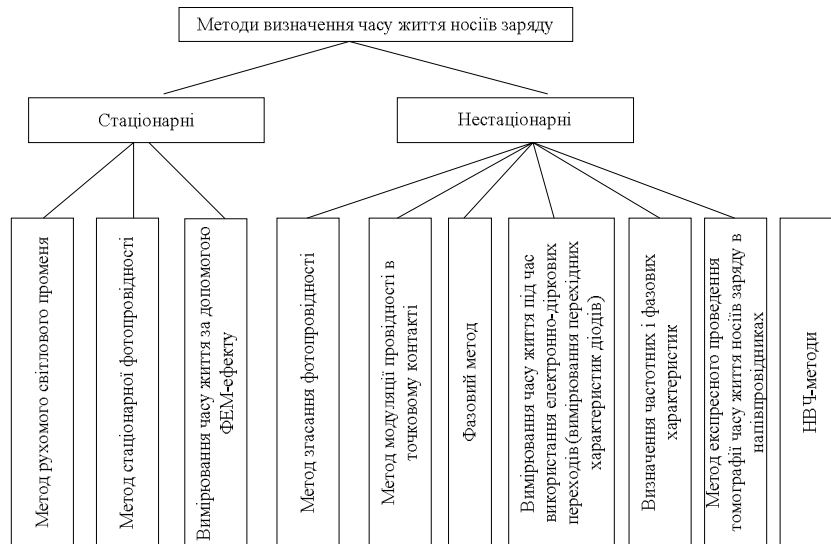 Методи визначення часу життя носіїв заряду
Стаціонарні
Нестаціонарні
Метод рухомого світлового променя
Метод стаціонарної фотопровідності
Вимірювання часу життя за допомогою
ФЕМ-ефекту
Метод згасання фотопровідності
Метод модуляції провідності в
точковому контакті
Фазовий метод
Вимірювання часу життя під час
використання електронно-діркових
переходів (вимірювання перехідних
характеристик діодів)
Визначення частотних і фазових
характеристик
Метод експресного проведення
томографії часу життя носіїв заряду в
напівпровідниках
НВЧ-методи